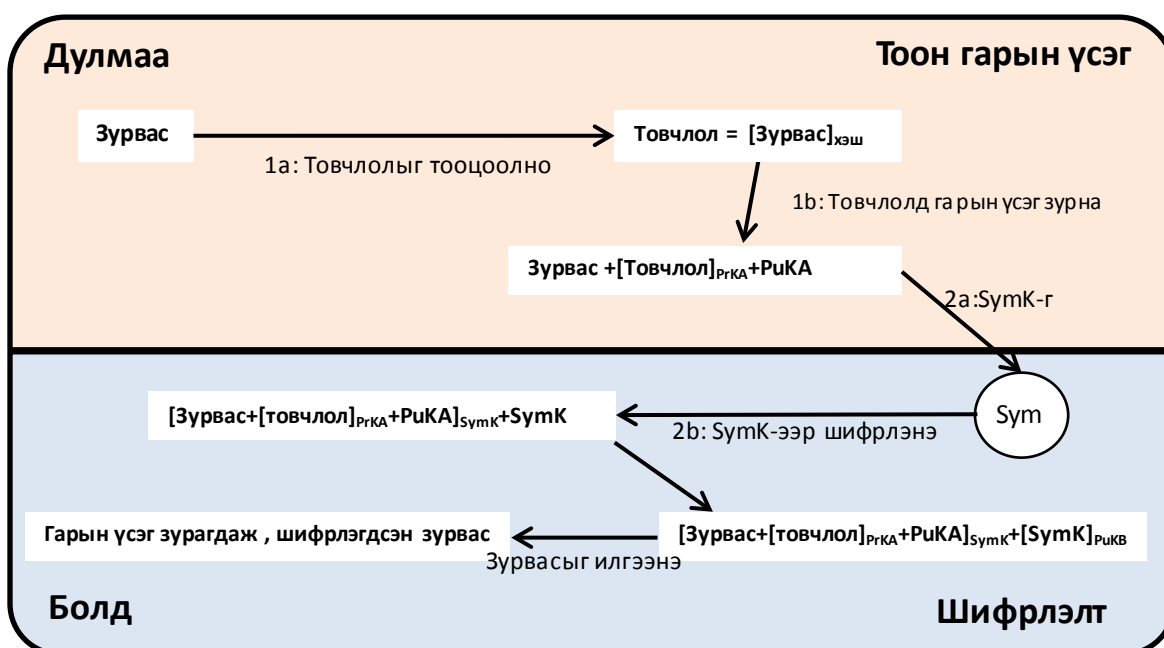 Дулмаа
Тоон гарын үсэг
Зурвас
Товчлол = [Зурвас]хэш
1a: Товчлолыг тооцоолно
1b: Товчлолд гарын үсэг зурна
Зурвас +[Товчлол]PrKA+PuKA
2a:SymK-г
[Зурвас+[товчлол]PrKA+PuKA]SymK+SymK
Sym
2b: SymK-ээр шифрлэнэ
Гарын үсэг зурагдаж , шифрлэгдсэн зурвас
[Зурвас+[товчлол]PrKA+PuKA]SymK+[SymK]PuKB
Зурвасыг илгээнэ
Болд
Шифрлэлт